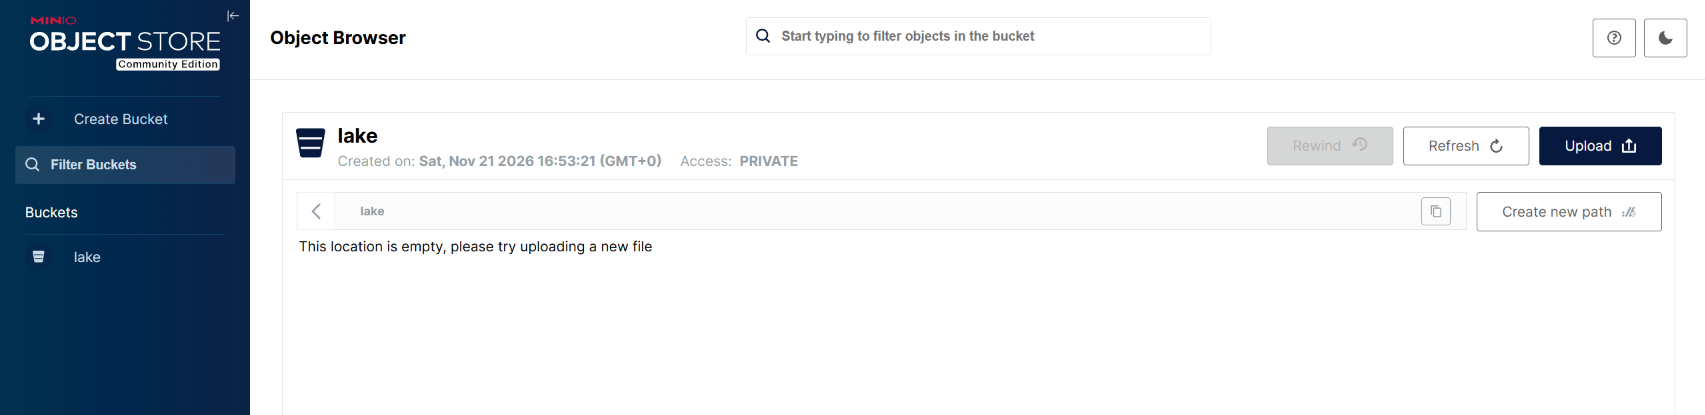 MINIO
OBJECT STORE
Community Edition
Create Bucket
Filter Buckets
Buckets
lake
Object Browser
Start typing to filter objects in the bucket
lake
Created on: Sat, Nov 21 2026 16:53:21 (GMT+0) Access: PRIVATE
Rewind
Refresh
Upload
lake
Create new path
This location is empty, please try uploading a new file